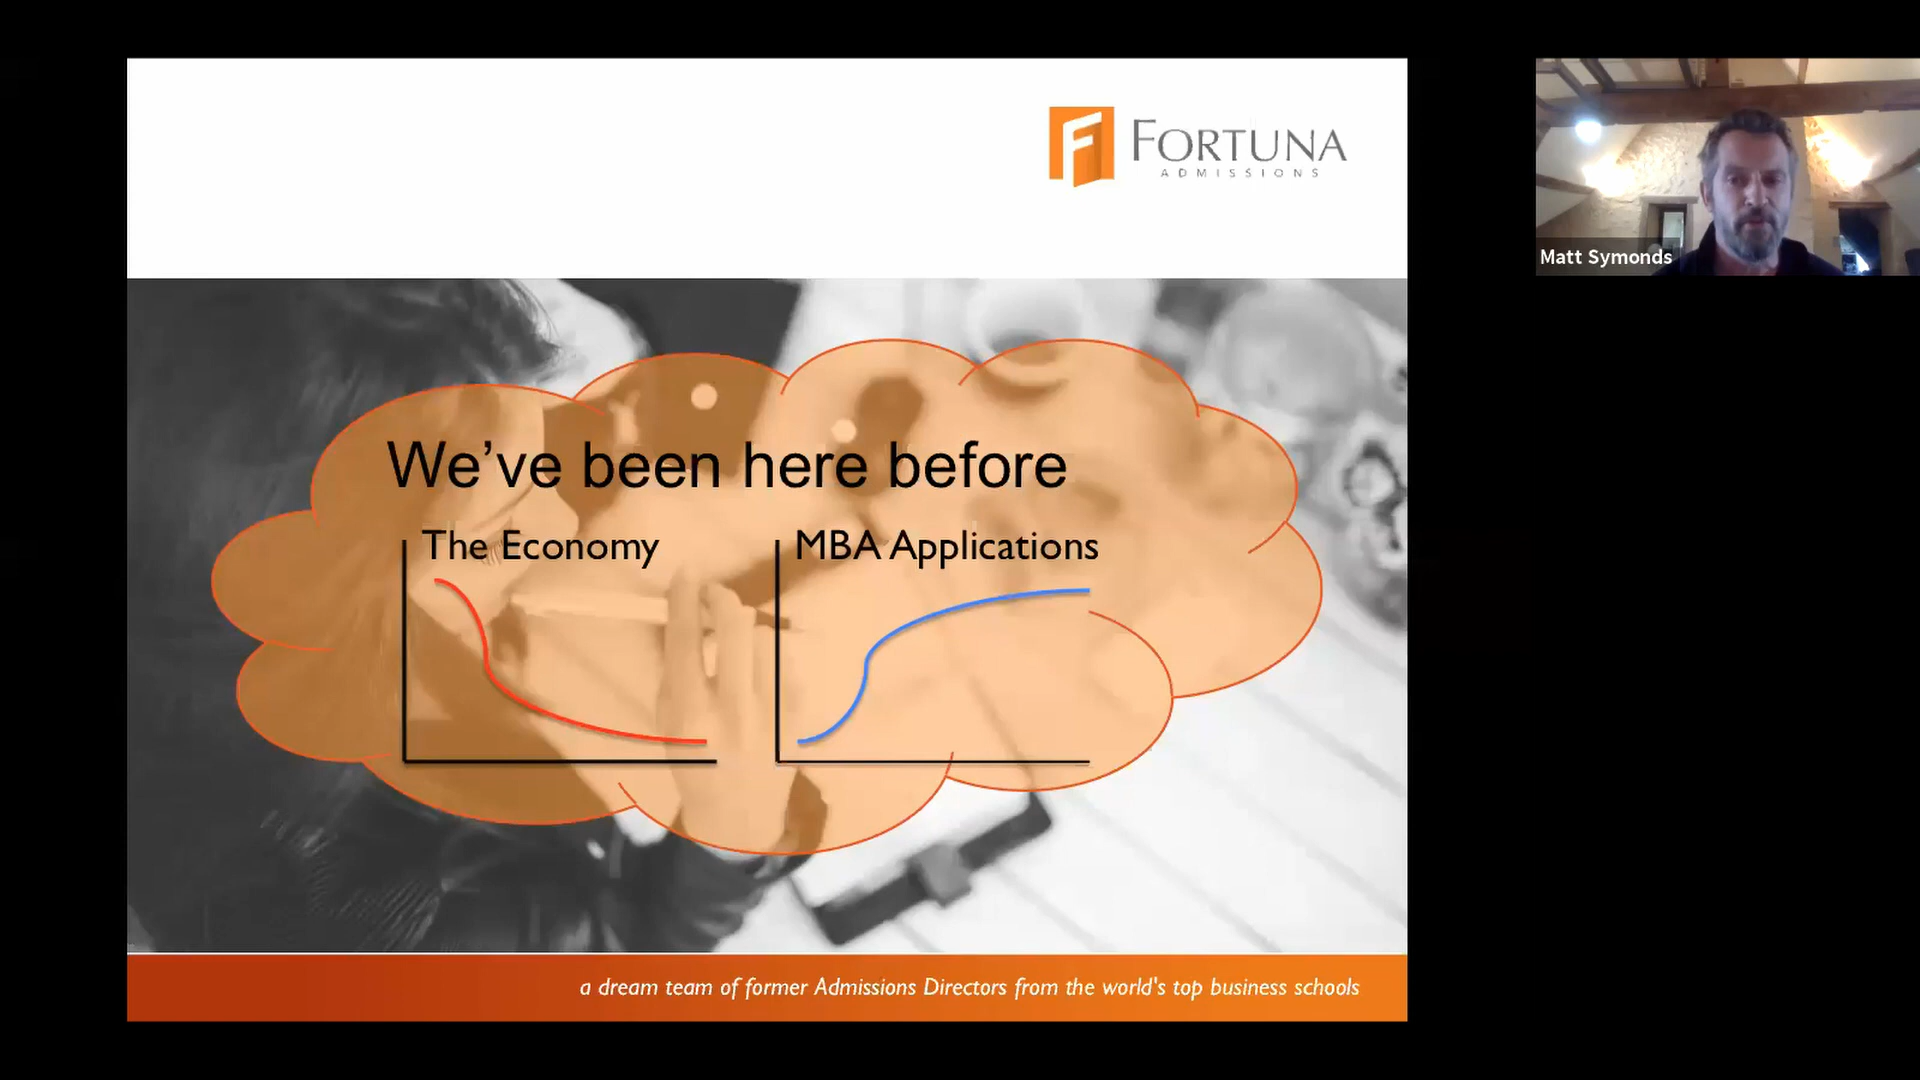 FORTUNA
ADMISSIONS
Matt Symonds
We've been here before
The Economy
MBA Applications
a dream team of former Admissions Directors from the world's top business schools